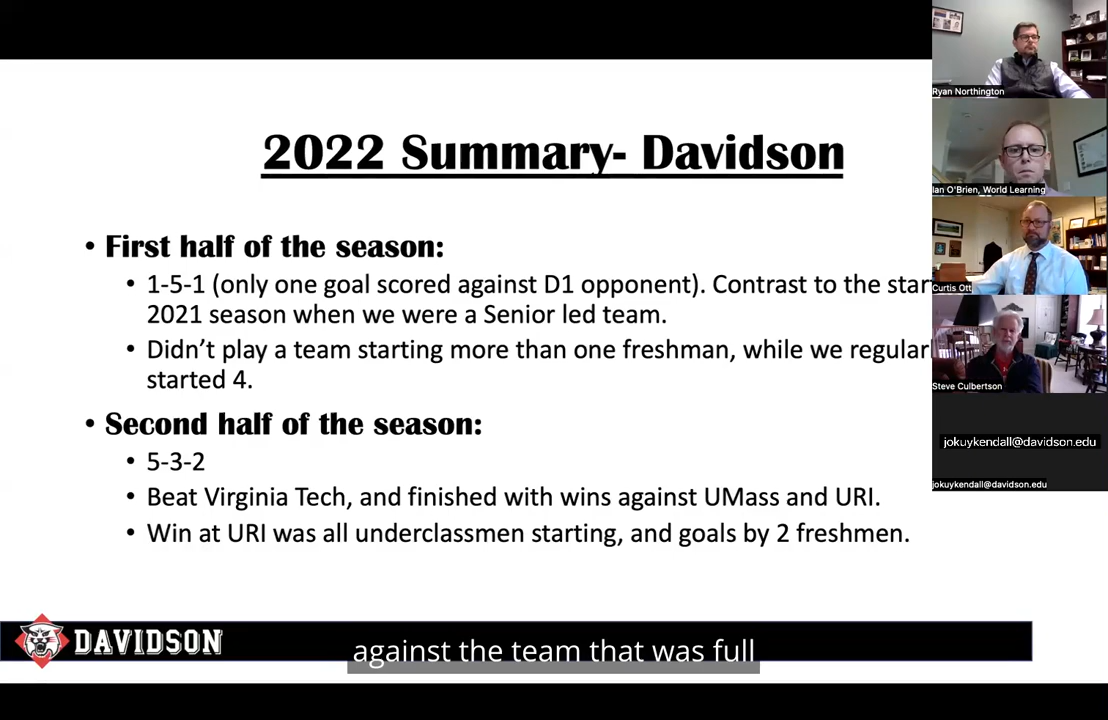 2022 Summary- Davidson
• First half of the season:
• 1-5-1 (only one goal scored against D1 opponent). Contrast to the star
2021 season when we were a Senior led team.
• Didn't play a team starting more than one freshman, while we regular
started 4.
• Second half of the season:
• 5-3-2
• Beat Virginia Tech, and finished with wins against UMass and URI.
• Win at URI was all underclassmen starting, and goals by 2 freshmen.
DAVIDSON
against the team that was full
Ryan Northington
Ian O'Brien, World Learning
Curtis Ott
Steve Culbertson
jokuykendall@davidson.edu
jokuykendall@davidson.edu